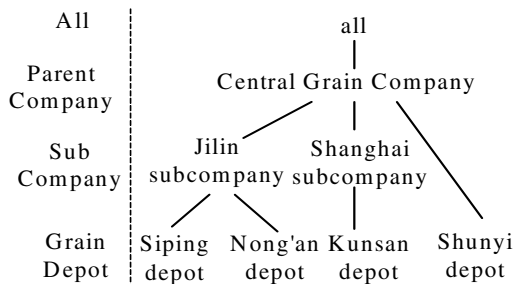 All
all
Parent
Company
Central Grain Company
Sub
Company
Jilin
subcompany
Shanghai
subcompany
Grain
Depot
Siping
depot
Nong'an
depot
Kunsan
depot
Shunyi
depot